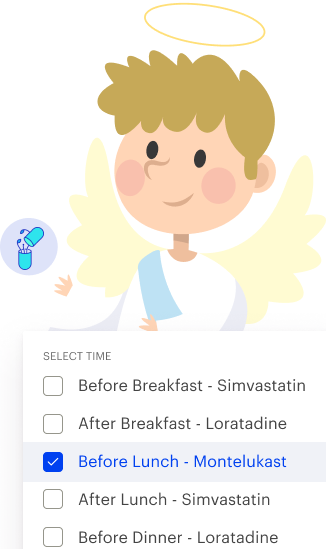 SELECT TIME
Before Breakfast - Simvastatin
After Breakfast - Loratadine
Before Lunch - Montelukast
After Lunch - Simvastatin
Before Dinner - Loratadine